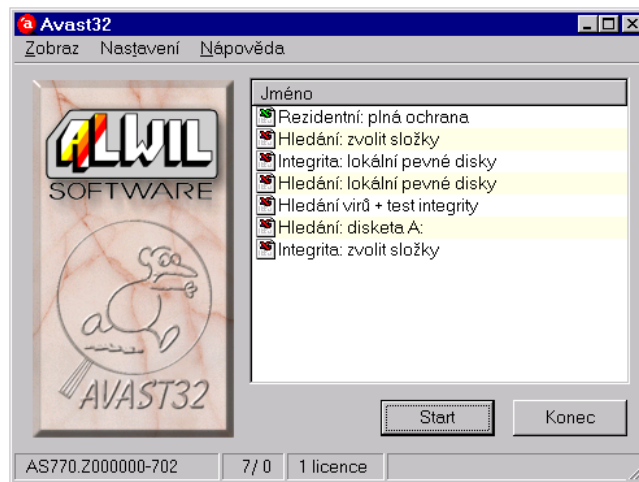 Avast32
Zobraz Nastavení Nápověda
ALWIL
SOFTWARE
AVAST32
Jméno
Rezidentní: plná ochrana
Hledání: zvolit složky
Integrita: lokální pevné disky
Hledání: lokální pevné disky
Hledání virů + test integrity
Hledání: disketa A:
Integrita: zvolit složky
Start Konec
AS770.Z000000-702 7/ 0 1 licence